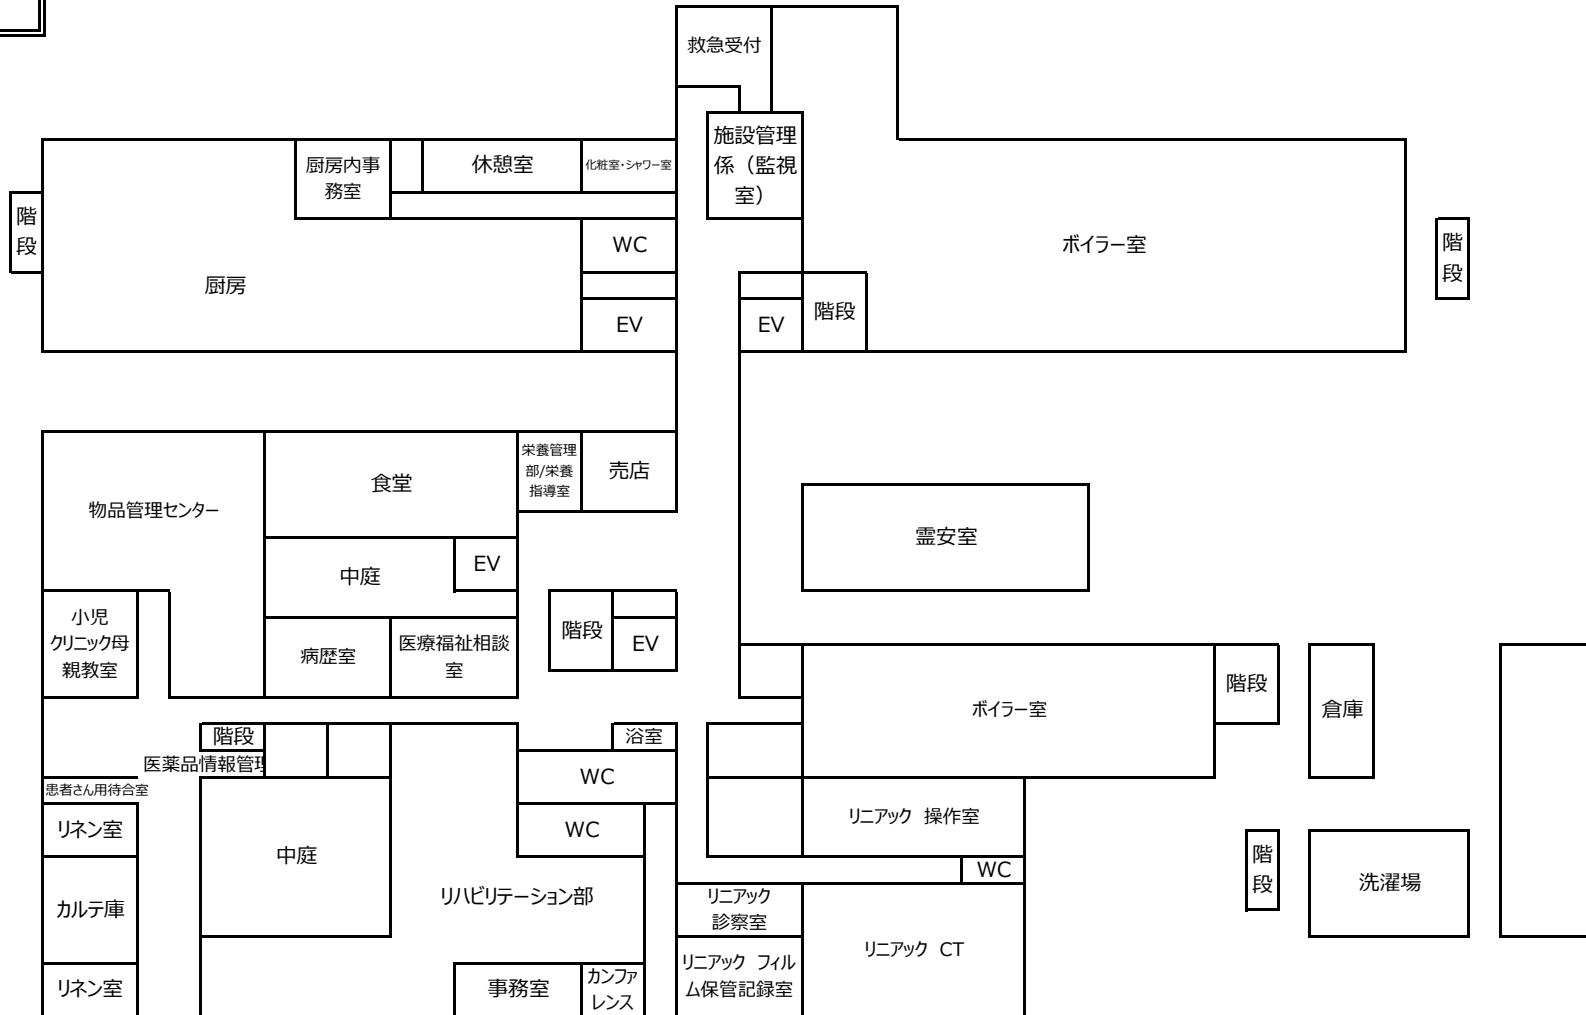 救急受付
施設管理
係（監視
室）
厨房内事
務室
休憩室
化粧室・シャワー室
階
段
WC
ボイラー室
階
段
厨房
EV
EV
階段
物品管理センター
食堂
栄養管理
部/栄養
指導室
売店
霊安室
中庭
EV
小児
クリニック母
親教室
病歴室
医療福祉相談
室
階段
EV
ボイラー室
階段
倉庫
階段
浴室
医薬品情報管理
WC
患者さん用待合室
リネン室
中庭
WC
リニアック 操作室
WC
階
段
洗濯場
カルテ庫
リハビリテーション部
リニアック
診察室
リニアック CT
リネン室
事務室
カンファ
レンス
リニアック フィル
ム保管記録室